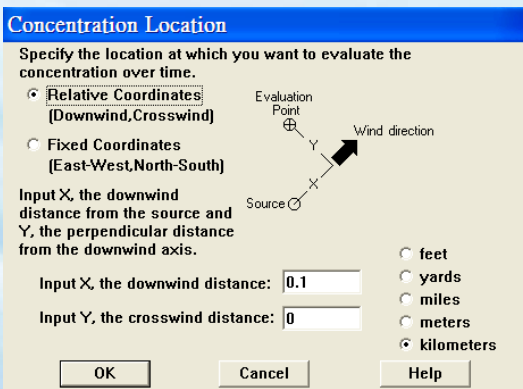 Concentration Location
Specify the location at which you want to evaluate the
concentration over time.
Relative Coordinates
(Downwind,Crosswind)
Fixed Coordinates
(East-West,North-South)
Input X, the downwind
distance from the source and
Y, the perpendicular distance
from the downwind axis.
Evaluation
Point
Y
Wind direction
X
Source
Input X, the downwind distance: 0.1
Input Y, the crosswind distance: 0
feet
yards
miles
meters
kilometers
OK Cancel Help